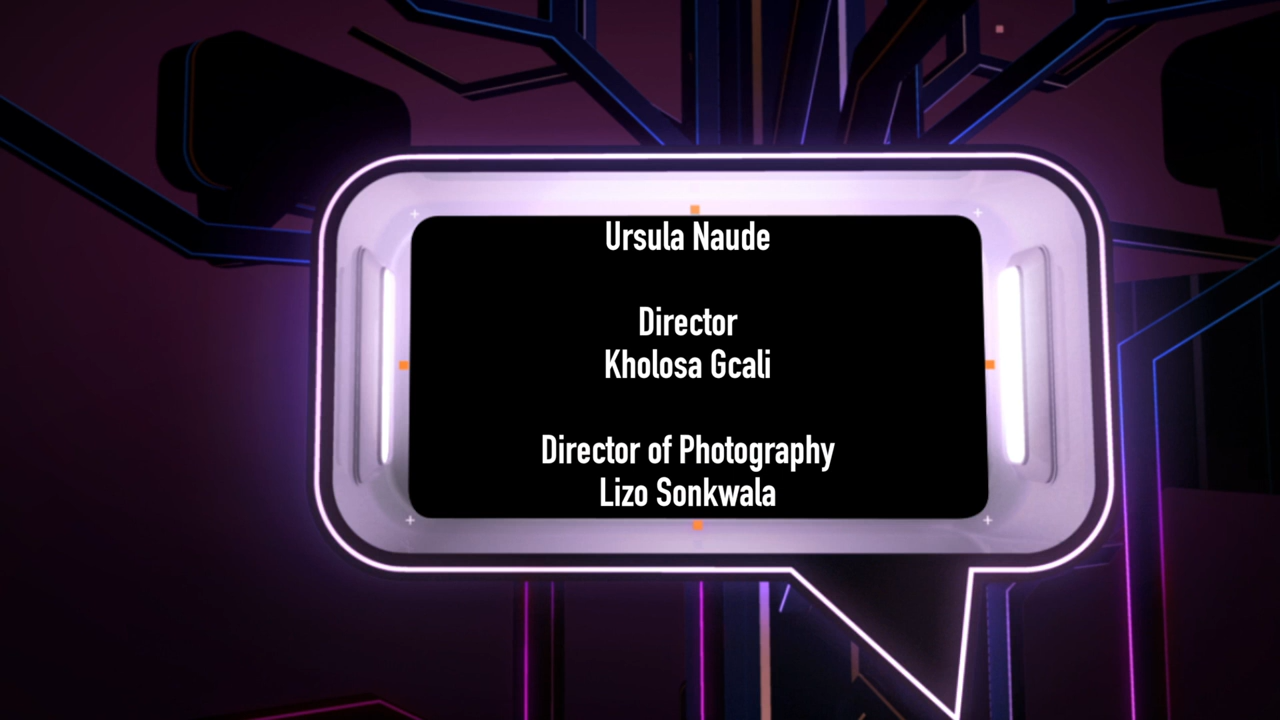 Ursula Naude
Director
Kholosa Gcali
Director of Photography
Lizo Sonkwala